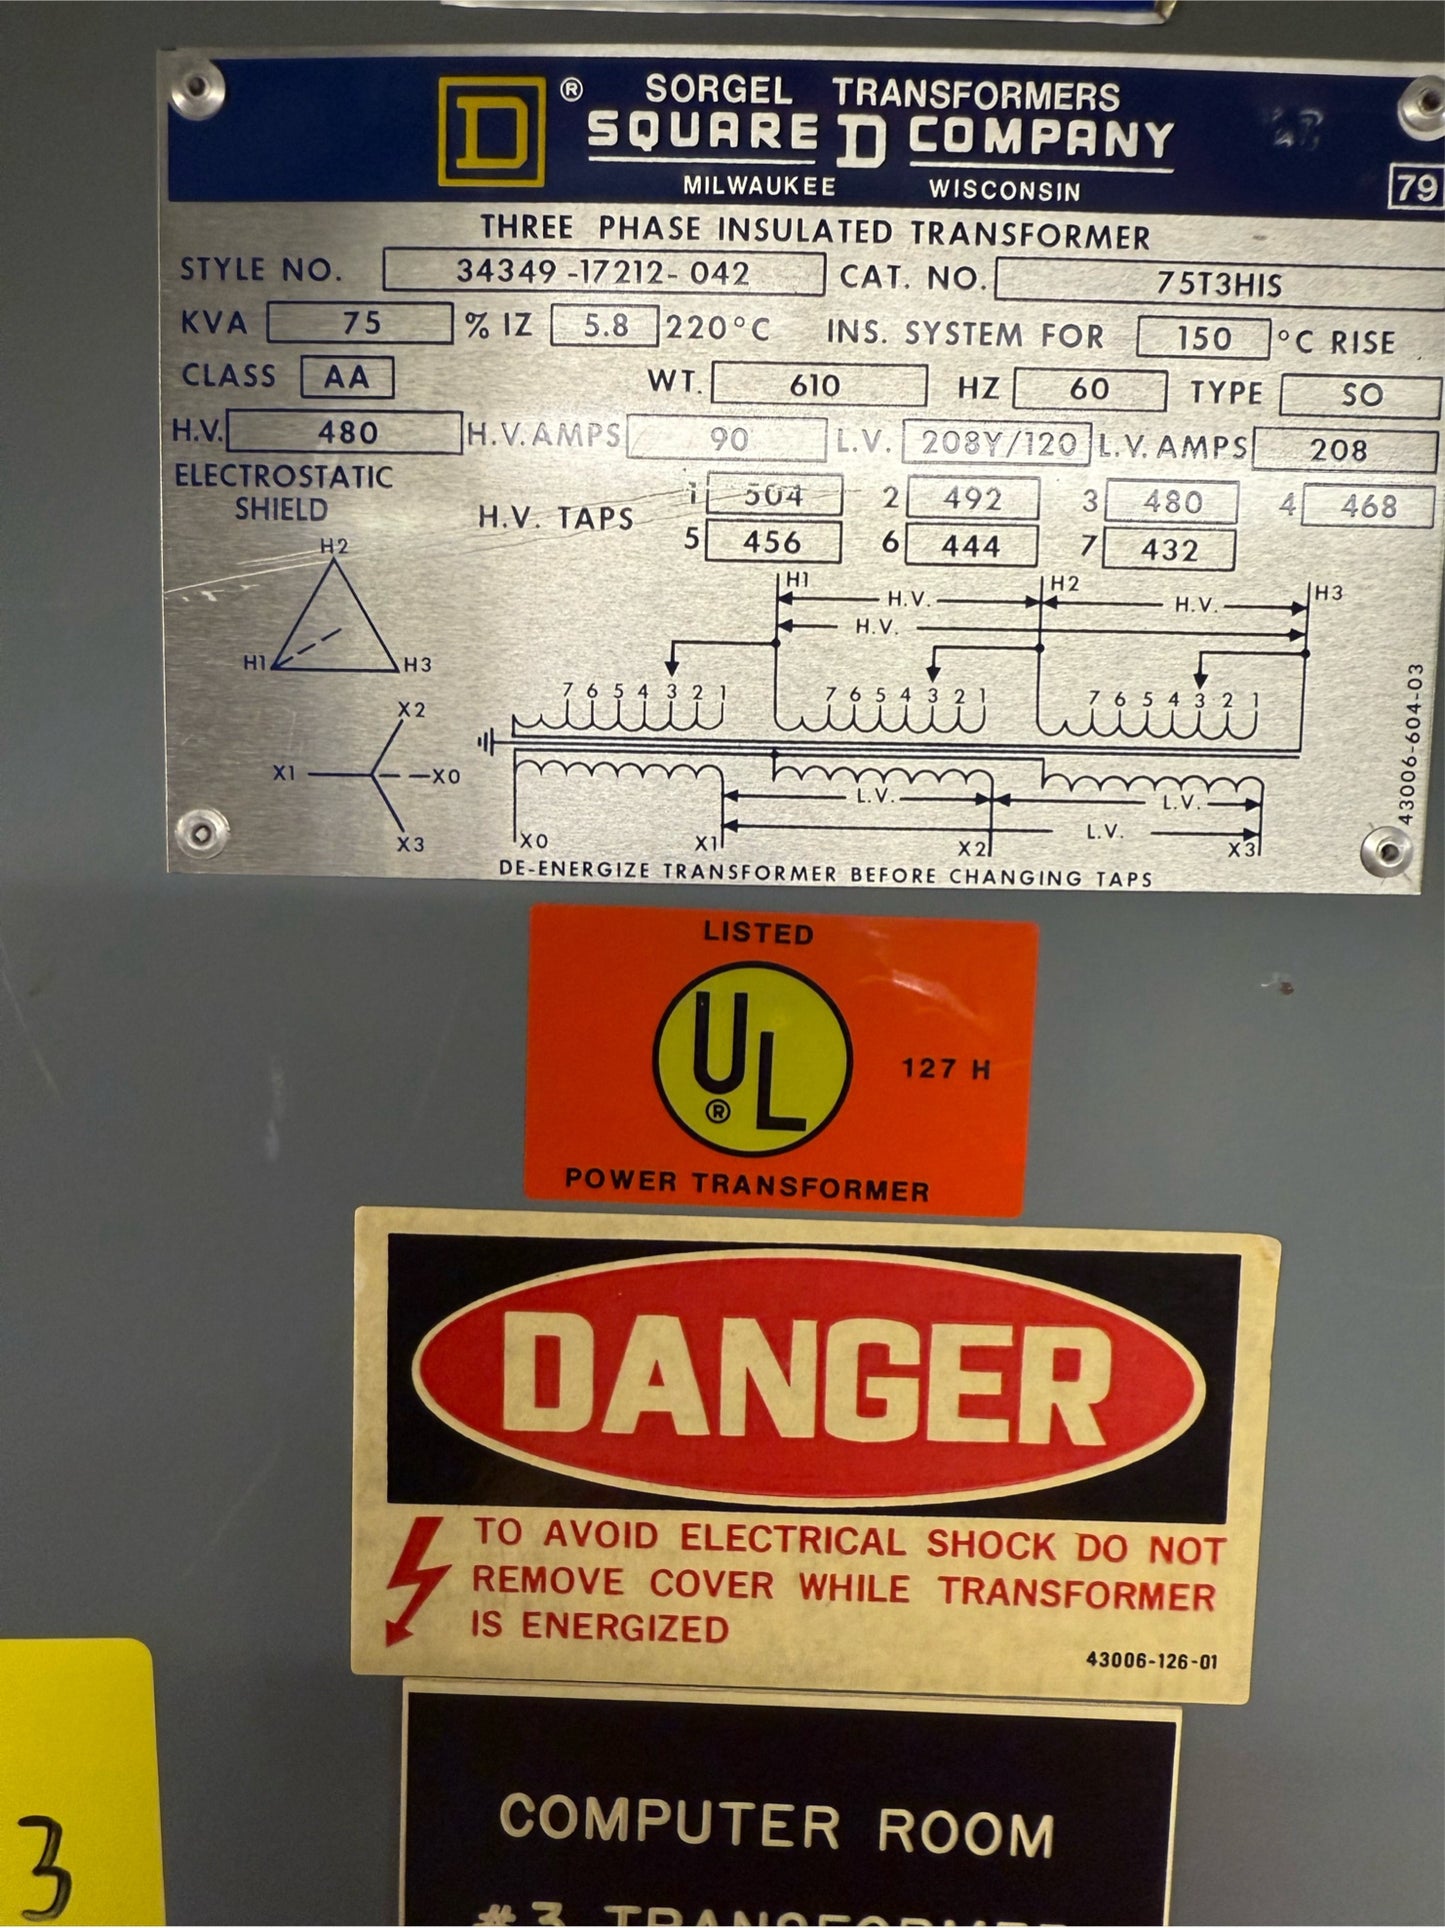 D ® SORGEL TRANSFORMERS
SQUARE D COMPANY
MILWAUKEE WISCONSIN
79
THREE PHASE INSULATED TRANSFORMER
STYLE NO. 34349-17212-042 CAT. NO. 75T3HIS
KVA 75 % IZ 5.8 220°C INS. SYSTEM FOR 150 °C RISE
CLASS AA WT. 610 HZ 60 TYPE SO
H.V. 480 H.V. AMPS 90 L.V. 208Y/120 L.V. AMPS 208
ELECTROSTATIC
SHIELD
H.V. TAPS 1 504 2 492 3 480 4 468
5 456 6 444 7 432
H2
H1 H3
X2
X1 X0
X3
H1 H2 H3
H.V. H.V.
H.V.
7 6 5 4 3 2 1 7 6 5 4 3 2 1 7 6 5 4 3 2 1
L.V. L.V.
L.V.
X0 X1 X2 X3
DE-ENERGIZE TRANSFORMER BEFORE CHANGING TAPS
43006-604-03
LISTED
UL ®
127 H
POWER TRANSFORMER
DANGER
TO AVOID ELECTRICAL SHOCK DO NOT
REMOVE COVER WHILE TRANSFORMER
IS ENERGIZED
43006-126-01
COMPUTER ROOM
#3 TRANSFORMER
3